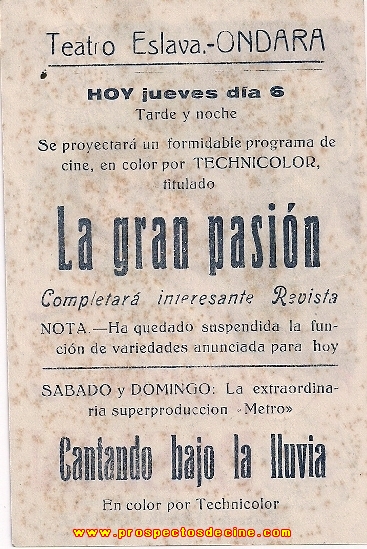 Teatro Eslava.-ONDARA
HOY jueves día 6
Tarde y noche
Se proyectará un formidable programa de
cine, en color por TECHNICOLOR,
titulado
La gran pasión
Completará interesante Revista
NOTA.—Ha quedado suspendida la fun-
ción de variedades anunciada para hoy
SABADO y DOMINGO: La extraordina-
ria superproduccion «Metro»
Cantando bajo la lluvia
En color por Technicolor
www.prospectosdecine.com